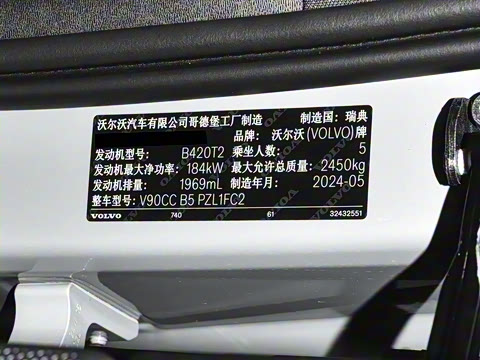 沃尔沃汽车有限公司哥德堡工厂制造 制造国：瑞典
品牌：沃尔沃(VOLVO)牌
发动机型号： B420T2 乘坐人数： 5
发动机最大净功率： 184kW 最大允许总质量： 2450kg
发动机排量： 1969mL 制造年月： 2024-05
整车型号： V90CC B5 PZL1FC2
VOLVO 740 61 32432551